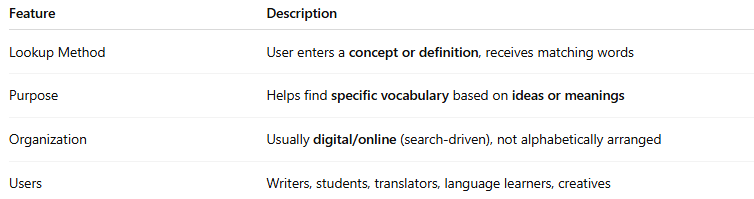 Feature Description
Lookup Method User enters a concept or definition, receives matching words
Purpose Helps find specific vocabulary based on ideas or meanings
Organization Usually digital/online (search-driven), not alphabetically arranged
Users Writers, students, translators, language learners, creatives